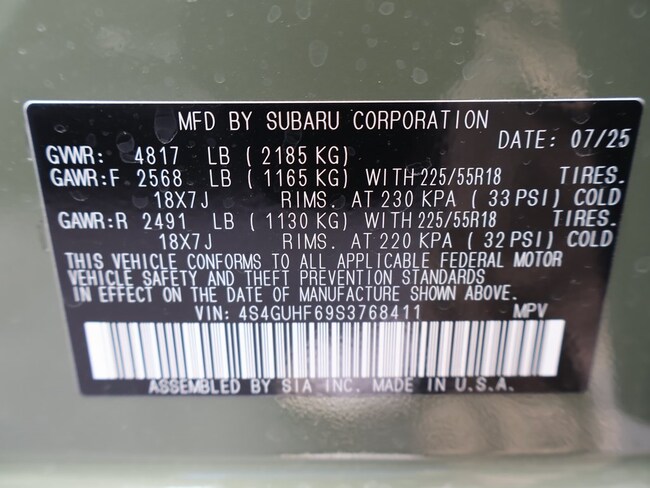 MFD BY SUBARU CORPORATION
DATE: 07/25
GVWR: 4817 LB (2185 KG)
GAWR:F 2568 LB (1165 KG) WITH 225/55R18 TIRES.
18X7J RIMS. AT 230 KPA (33 PSI) COLD
GAWR:R 2491 LB (1130 KG) WITH 225/55R18 TIRES.
18X7J RIMS. AT 220 KPA (32 PSI) COLD
THIS VEHICLE CONFORMS TO ALL APPLICABLE FEDERAL MOTOR
VEHICLE SAFETY AND THEFT PREVENTION STANDARDS
IN EFFECT ON THE DATE OF MANUFACTURE SHOWN ABOVE.
VIN: 4S4GUHF69S3768411 MPV
ASSEMBLED BY SIA INC. MADE IN U.S.A.